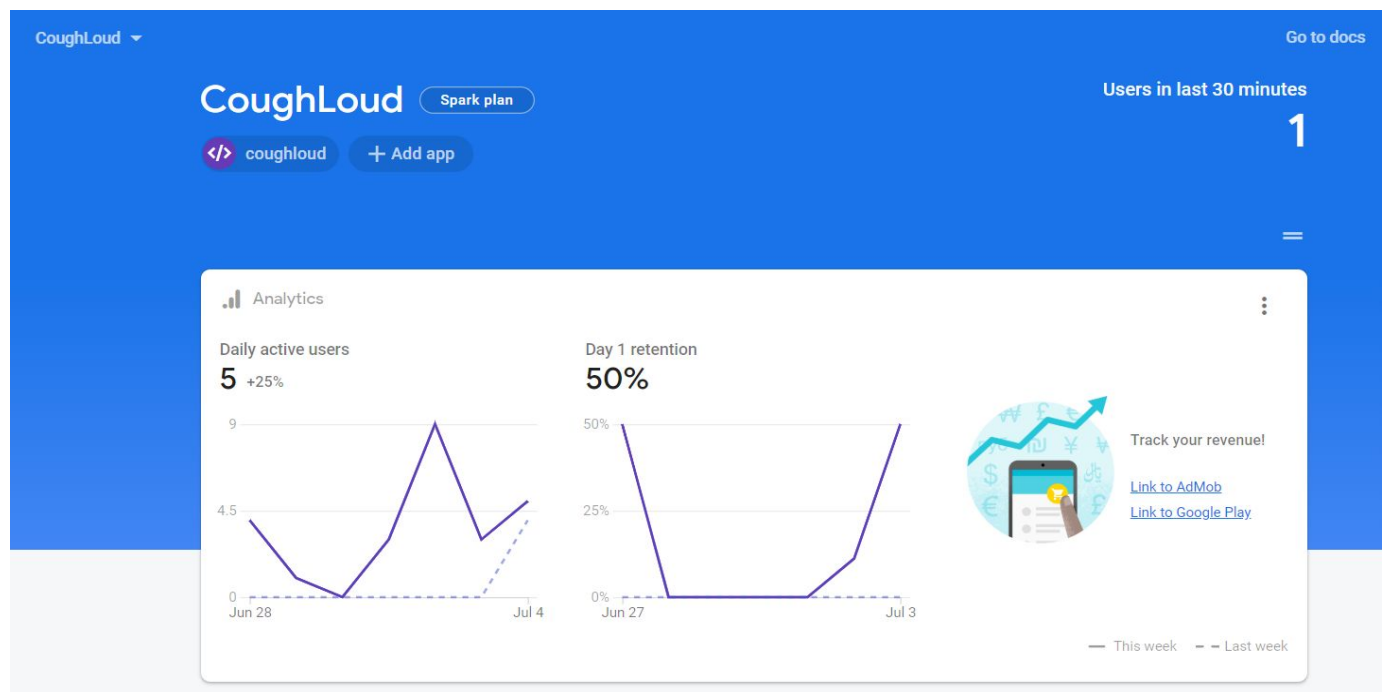 CoughLoud
Go to docs
CoughLoud
Spark plan
Users in last 30 minutes
1
coughloud
Add app
Analytics
Daily active users
5 +25%
9
4.5
0
Jun 28
Jul 4
Day 1 retention
50%
50%
25%
0%
Jun 27
Jul 3
Track your revenue!
Link to AdMob
Link to Google Play
This week
Last week